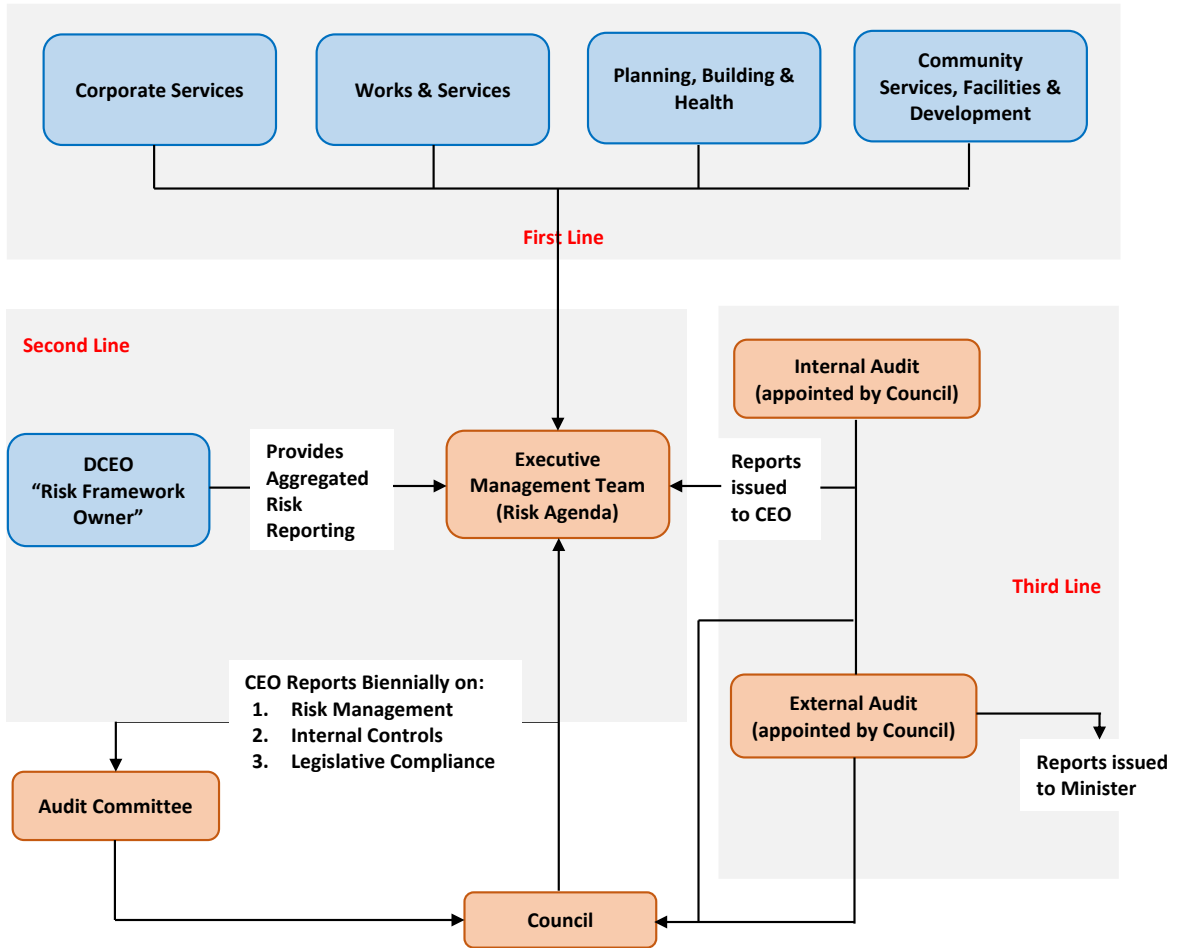 Corporate Services
Works & Services
Planning, Building &
Health
Community
Services, Facilities &
Development
First Line
Second Line
DCEO
“Risk Framework
Owner”
Provides
Aggregated
Risk
Reporting
Executive
Management Team
(Risk Agenda)
Internal Audit
(appointed by Council)
Reports
issued
to CEO
Third Line
CEO Reports Biennially on:
1. Risk Management
2. Internal Controls
3. Legislative Compliance
External Audit
(appointed by Council)
Reports issued
to Minister
Audit Committee
Council